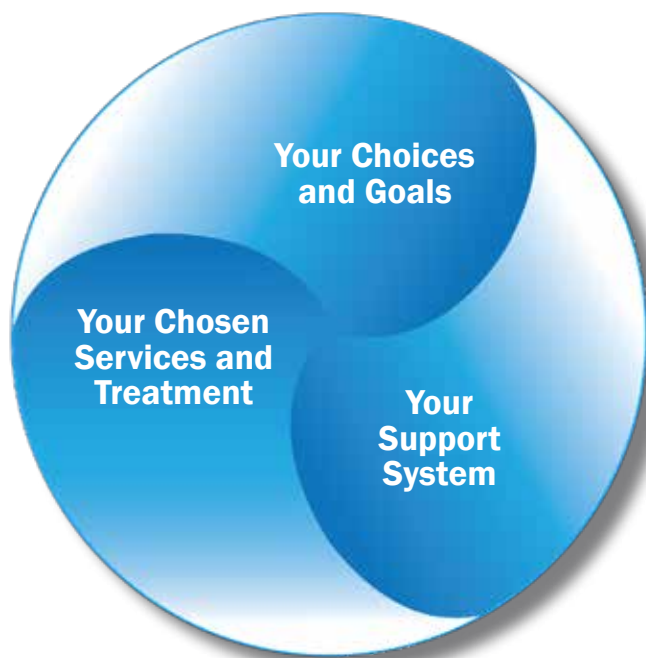 Your Choices
and Goals
Your Chosen
Services and
Treatment
Your
Support
System